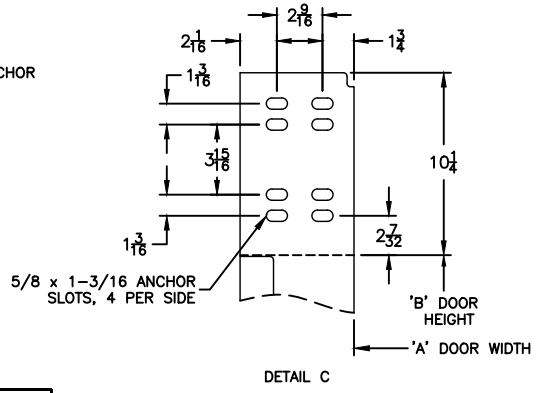 2 9/16
2 1/16
1 3/4
CHOR
1 3/16
3 15/16
10 1/4
1 3/16
2 7/32
5/8 x 1-3/16 ANCHOR
SLOTS, 4 PER SIDE
'B' DOOR
HEIGHT
'A' DOOR WIDTH
DETAIL C